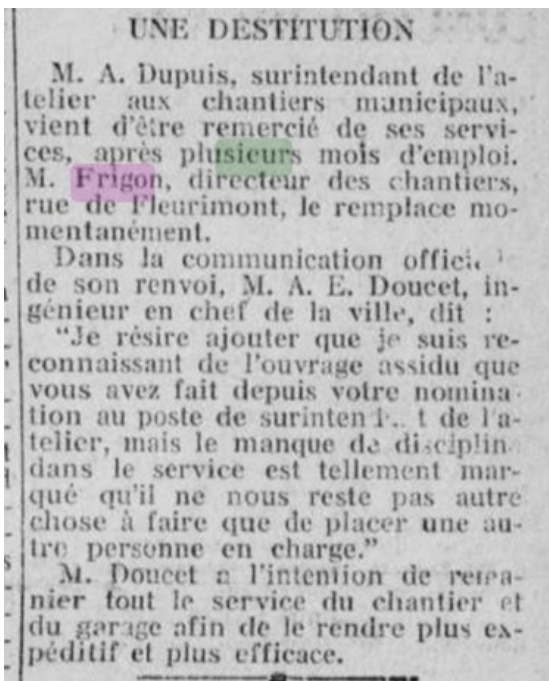 UNE DESTITUTION
M. A. Dupuis, surintendant de l'a-
telier aux chantiers municipaux,
vient d'être remercié de ses servi-
ces, après plusieurs mois d'emploi.
M. Frigon, directeur des chantiers,
rue de Fleurimont, le remplace mo-
mentanément.
Dans la communication offici
de son renvoi, M. A. E. Doucet, in-
génieur en chef de la ville, dit :
"Je résire ajouter que je suis re-
connaissant de l'ouvrage assidu que
vous avez fait depuis votre nomina-
tion au poste de surinten t de l'a-
telier, mais le manque de disciplin
dans le service est tellement mar-
qué qu'il ne nous reste pas autre
chose à faire que de placer une au-
tre personne en charge."
M. Doucet a l'intention de rema-
nier tout le service du chantier et
du garage afin de le rendre plus ex-
péditif et plus efficace.